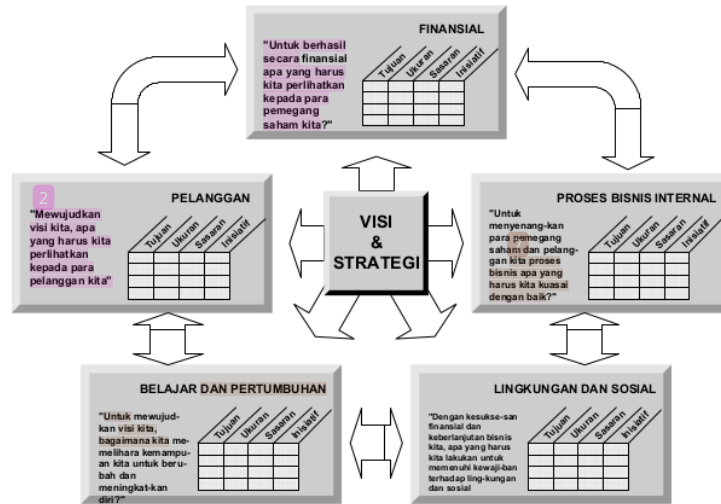 FINANSIAL
"Untuk berhasil
secara finansial
apa yang harus
kita perlihatkan
kepada para
pemegang
saham kita?"
Tujuan
Ukuran
Sasaran
Inisiatif
2
PELANGGAN
"Mewujudkan
visi kita, apa
yang harus kita
perlihatkan
kepada para
pelanggan kita"
Tujuan
Ukuran
Sasaran
Inisiatif
VISI
&
STRATEGI
PROSES BISNIS INTERNAL
"Untuk
menyenang-kan
para pemegang
saham dan pelang-
gan kita proses
bisnis apa yang
harus kita kuasai
dengan baik?"
Tujuan
Ukuran
Sasaran
Inisiatif
BELAJAR DAN PERTUMBUHAN
"Untuk mewujud-
kan visi kita,
bagaimana kita me-
melihara kemampu-
an kita untuk beru-
bah dan
meningkat-kan
diri?"
Tujuan
Ukuran
Sasaran
Inisiatif
LINGKUNGAN DAN SOSIAL
"Dengan kesukse-san
finansial dan
keberlanjutan bisnis
kita, apa yang harus
kita lakukan untuk
memenuhi kewaji-ban
terhadap ling-kungan
dan sosial
Tujuan
Ukuran
Sasaran
Inisiatif